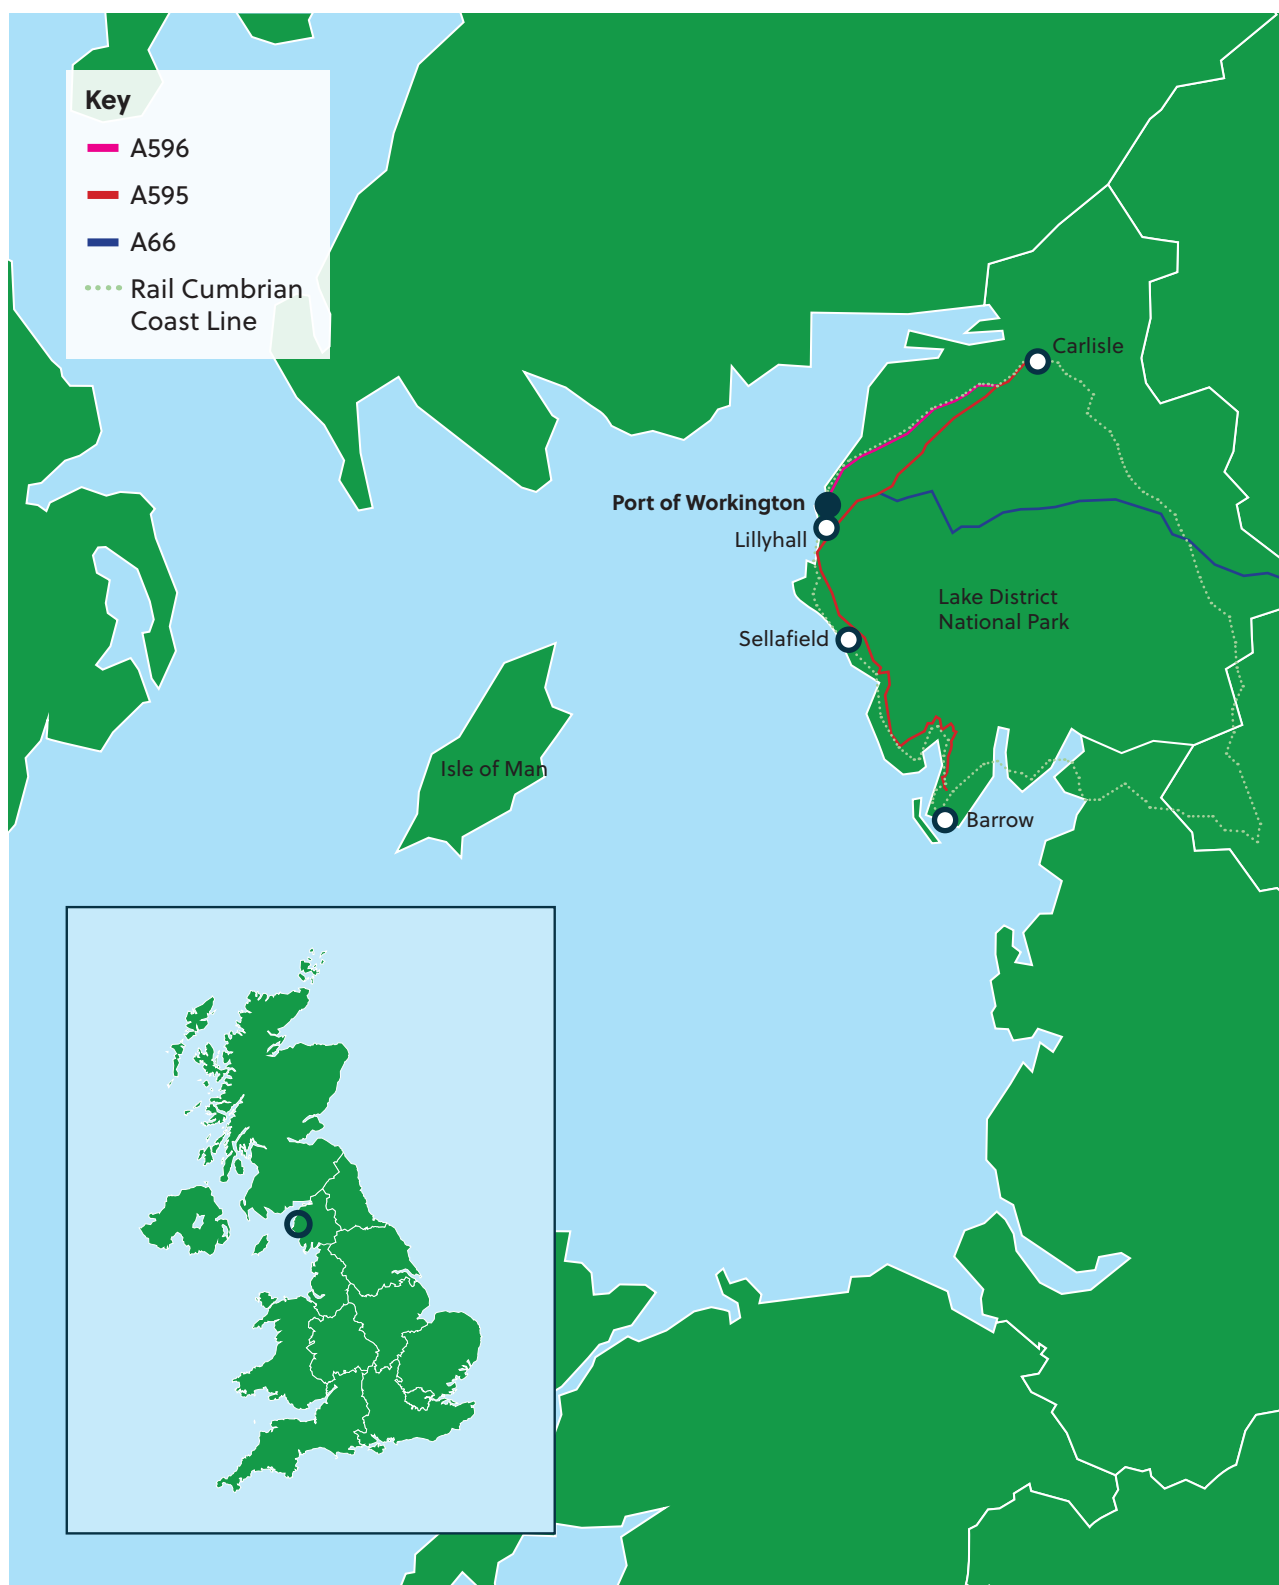 Key
A596
A595
A66
Rail Cumbrian
Coast Line
Carlisle
Port of Workington
Lillyhall
Lake District
National Park
Sellafield
Isle of Man
Barrow